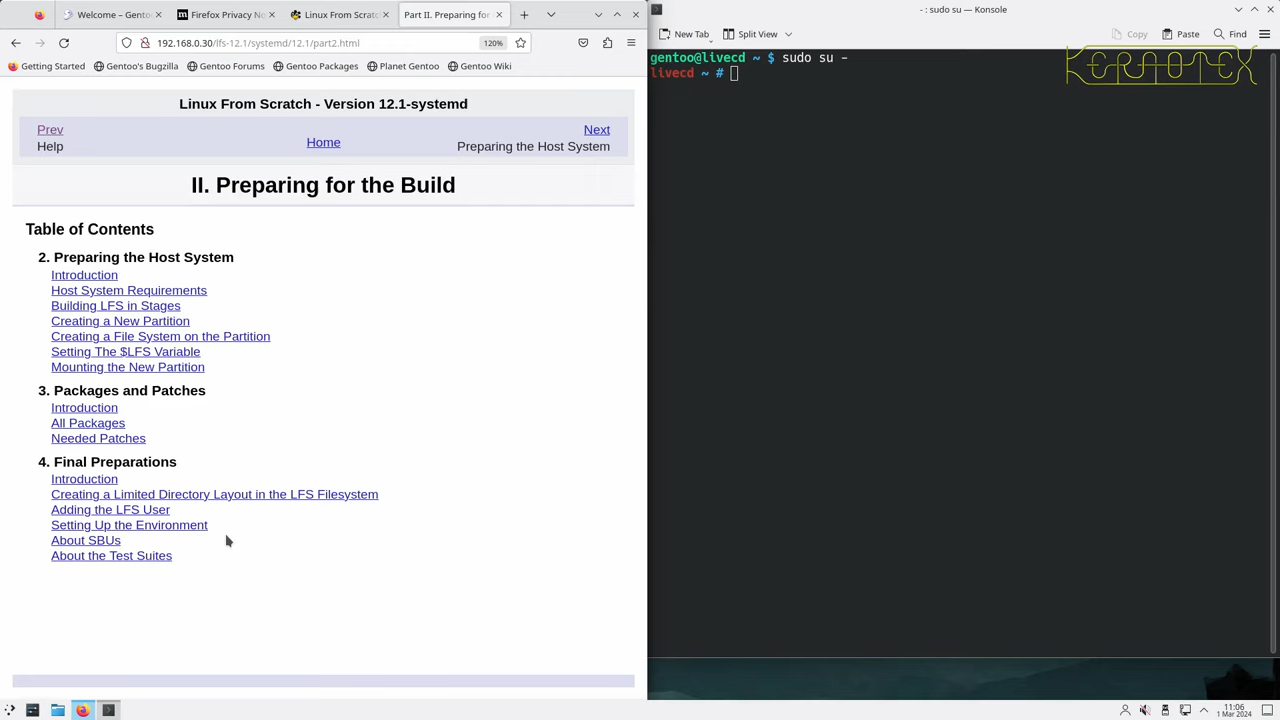 Welcome – Gento
Firefox Privacy No
Linux From Scratc
Part II. Preparing for
- : sudo su — Konsole
192.168.0.30/lfs-12.1/systemd/12.1/part2.html
120%
New Tab
Split View
Copy
Paste
Find
Getting Started
Gentoo's Bugzilla
Gentoo Forums
Gentoo Packages
Planet Gentoo
Gentoo Wiki
gentoo@livecd ~ $ sudo su -
livecd ~ #
KERNOTEX
Linux From Scratch - Version 12.1-systemd
Prev
Next
Help
Home
Preparing the Host System
II. Preparing for the Build
Table of Contents
2. Preparing the Host System
Introduction
Host System Requirements
Building LFS in Stages
Creating a New Partition
Creating a File System on the Partition
Setting The $LFS Variable
Mounting the New Partition
3. Packages and Patches
Introduction
All Packages
Needed Patches
4. Final Preparations
Introduction
Creating a Limited Directory Layout in the LFS Filesystem
Adding the LFS User
Setting Up the Environment
About SBUs
About the Test Suites
11:06
1 Mar 2024